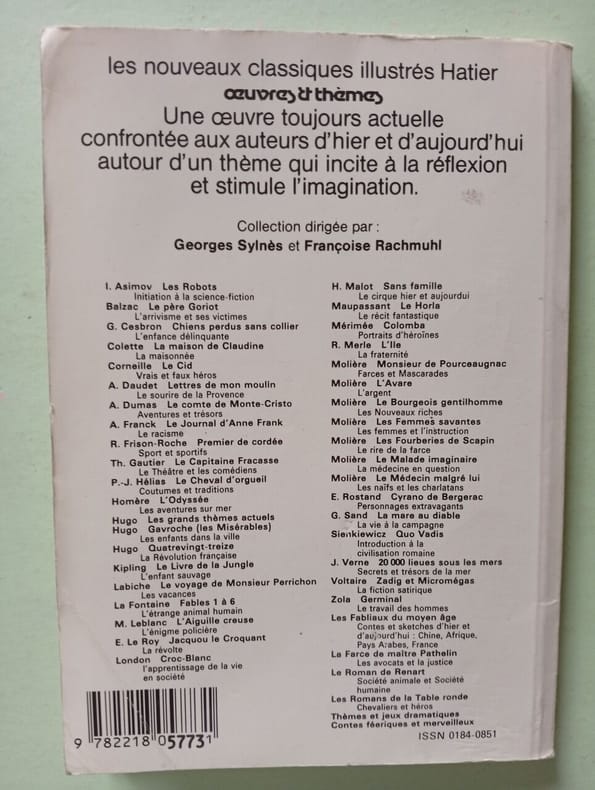 les nouveaux classiques illustrés Hatier
œuvres & thèmes
Une œuvre toujours actuelle
confrontée aux auteurs d'hier et d'aujourd'hui
autour d'un thème qui incite à la réflexion
et stimule l'imagination.
Collection dirigée par :
Georges Sylnès et Françoise Rachmuhl
I. Asimov Les Robots
Initiation à la science-fiction
Balzac Le père Goriot
L'arrivisme et ses victimes
G. Cesbron Chiens perdus sans collier
L'enfance délinquante
Colette La maison de Claudine
La maisonnée
Corneille Le Cid
Vrais et faux héros
A. Daudet Lettres de mon moulin
Le sourire de la Provence
A. Dumas Le comte de Monte-Cristo
Aventures et trésors
A. Franck Le Journal d'Anne Frank
Le racisme
R. Frison-Roche Premier de cordée
Sport et sportifs
Th. Gautier Le Capitaine Fracasse
Le Théâtre et les comédiens
P.-J. Hélias Le Cheval d'orgueil
Coutumes et traditions
Homère L'Odyssée
Les aventures sur mer
Hugo Les grands thèmes actuels
Hugo Gavroche (les Misérables)
Les enfants dans la ville
Hugo Quatrevingt-treize
La Révolution française
Kipling Le Livre de la Jungle
L'enfant sauvage
Labiche Le voyage de Monsieur Perrichon
Les vacances
La Fontaine Fables 1 à 6
L'étrange animal humain
M. Leblanc L'Aiguille creuse
L'énigme policière
E. Le Roy Jacquou le Croquant
La révolte
London Croc-Blanc
l'apprentissage de la vie
en société
H. Malot Sans famille
Le cirque hier et aujourdui
Maupassant Le Horla
Le récit fantastique
Mérimée Colomba
Portraits d'héroïnes
R. Merle L'Ile
La fraternité
Molière Monsieur de Pourceaugnac
Farces et Mascarades
Molière L'Avare
L'argent
Molière Le Bourgeois gentilhomme
Les Nouveaux riches
Molière Les Femmes savantes
Les femmes et l'instruction
Molière Les Fourberies de Scapin
Le rire de la farce
Molière Le Malade imaginaire
La médecine en question
Molière Le Médecin malgré lui
Les naïfs et les charlatans
E. Rostand Cyrano de Bergerac
Personnages extravagants
G. Sand La mare au diable
La vie à la campagne
Sienkiewicz Quo Vadis
Introduction à la
civilisation romaine
J. Verne 20 000 lieues sous les mers
Secrets et trésors de la mer
Voltaire Zadig et Micromégas
La fiction satirique
Zola Germinal
Le travail des hommes
Les Fabliaux du moyen âge
Contes et sketches d'hier et
d'aujourd'hui : Chine, Afrique,
Pays Arabes, France
La Farce de maître Pathelin
Les avocats et la justice
Le Roman de Renart
Société animale et Société
humaine
Les Romans de la Table ronde
Chevaliers et héros
Thèmes et jeux dramatiques
Contes féeriques et merveilleux
ISSN 0184-0851
9 782218 057731